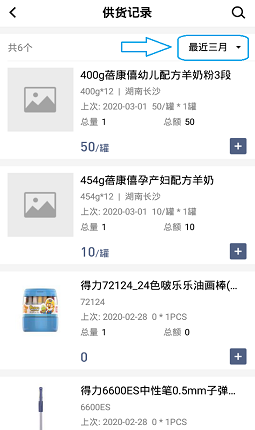 供货记录
共6个
最近三月
400g蓓康僖幼儿配方羊奶粉3段
400g*12 | 湖南长沙
上次: 2020-03-01 50/罐 * 1罐
总量 1 总额 50
50/罐
454g蓓康僖孕产妇配方羊奶
454g*12 | 湖南长沙
上次: 2020-03-01 10/罐 * 1罐
总量 1 总额 10
10/罐
得力72124_24色啵乐乐油画棒(...
72124
上次: 2020-02-28 0 * 1PCS
总量 1 总额 0
0
得力6600ES中性笔0.5mm子弹...
6600ES
上次: 2020-02-28 0 * 1PCS